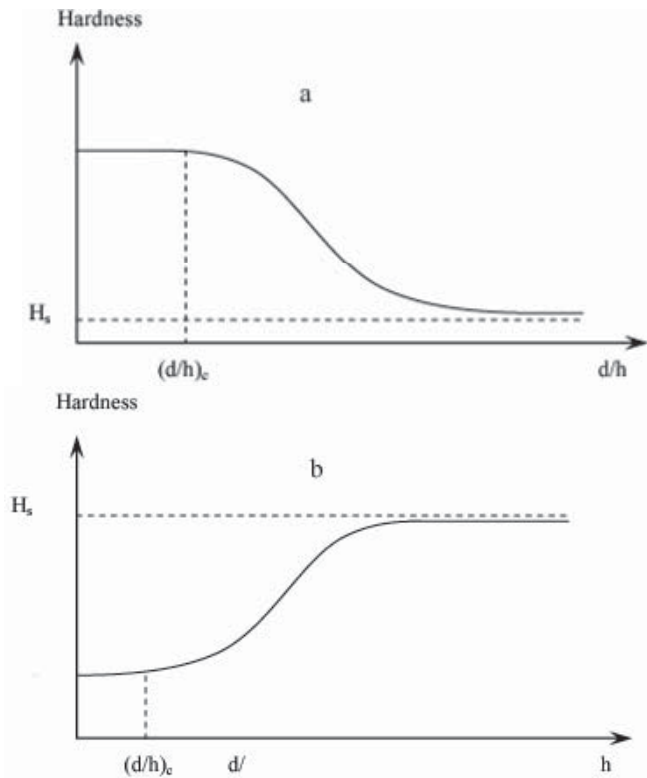 Hardness
a
Hₛ
(d/h)꜀ d/h
Hardness
b
Hₛ
(d/h)꜀ d/ h